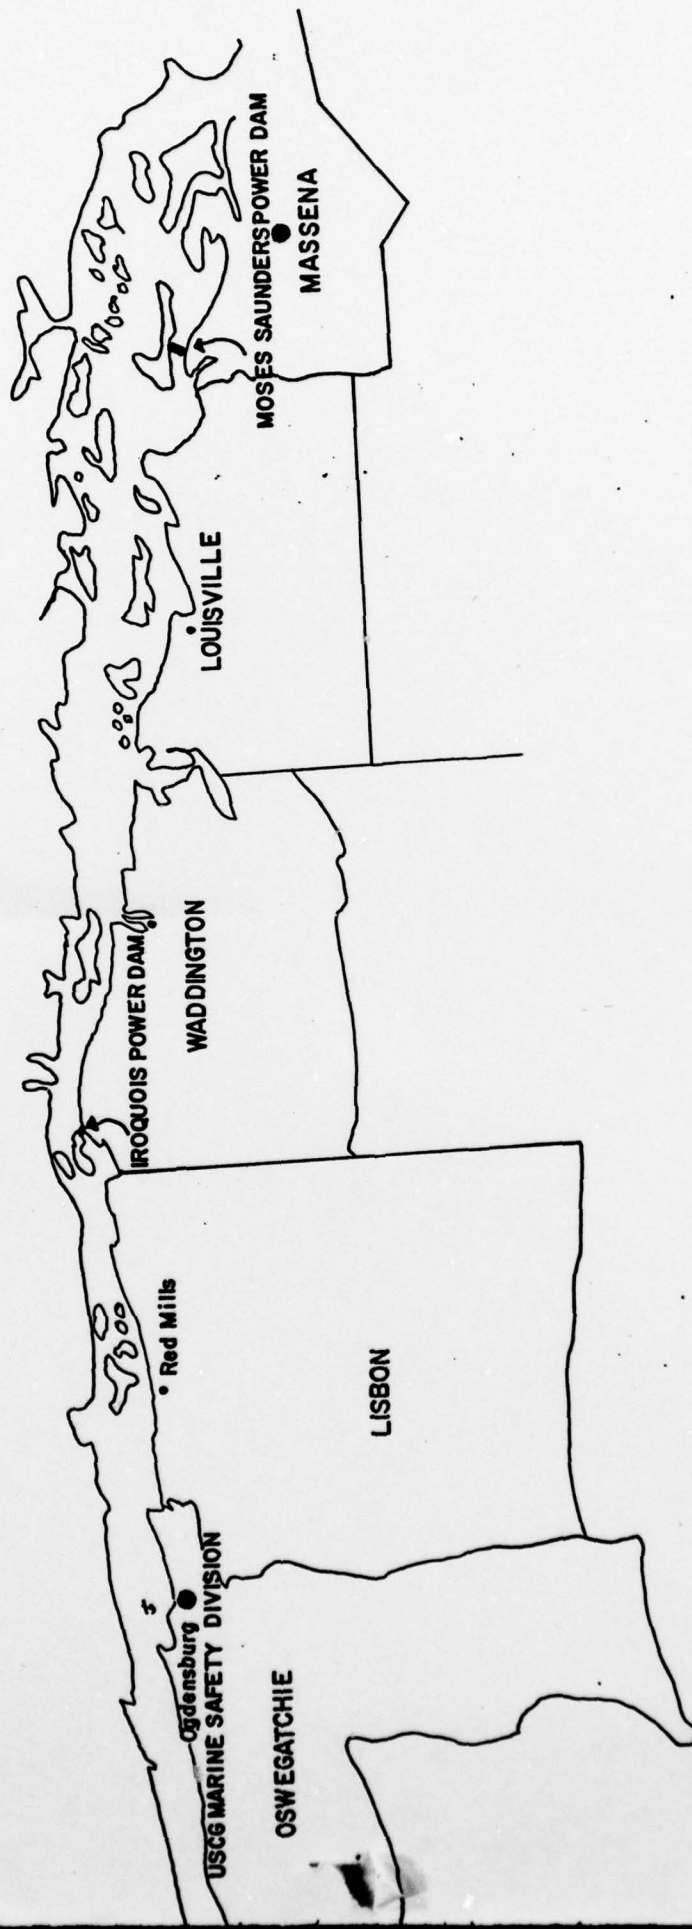 MOSES SAUNDERS POWER DAM
MASSENA
LOUISVILLE
IROQUOIS POWER DAM
WADDINGTON
Red Mills
LISBON
Ogdensburg
USCG MARINE SAFETY DIVISION
OSWEGATCHIE